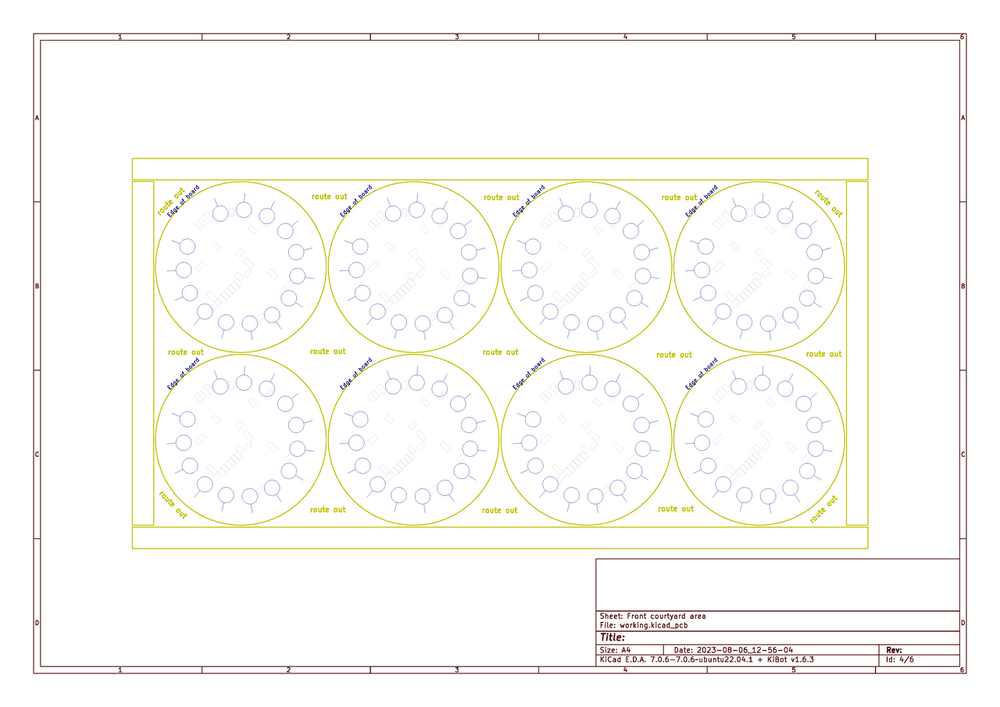 1 2 3 4 5 6
A A
route out Edge of board route out Edge of board route out Edge of board route out Edge of board route out
B B
route out route out route out route out route out
Edge of board Edge of board Edge of board Edge of board
C C
route out route out route out route out route out
Sheet: Front courtyard area
D D
File: working.kicad_pcb
Title:
Size: A4 Date: 2023-08-06_12-56-04 Rev:
KiCad E.D.A. 7.0.6-7.0.6~ubuntu22.04.1 + KiBot v1.6.3 Id: 4/6
1 2 3 4 5 6